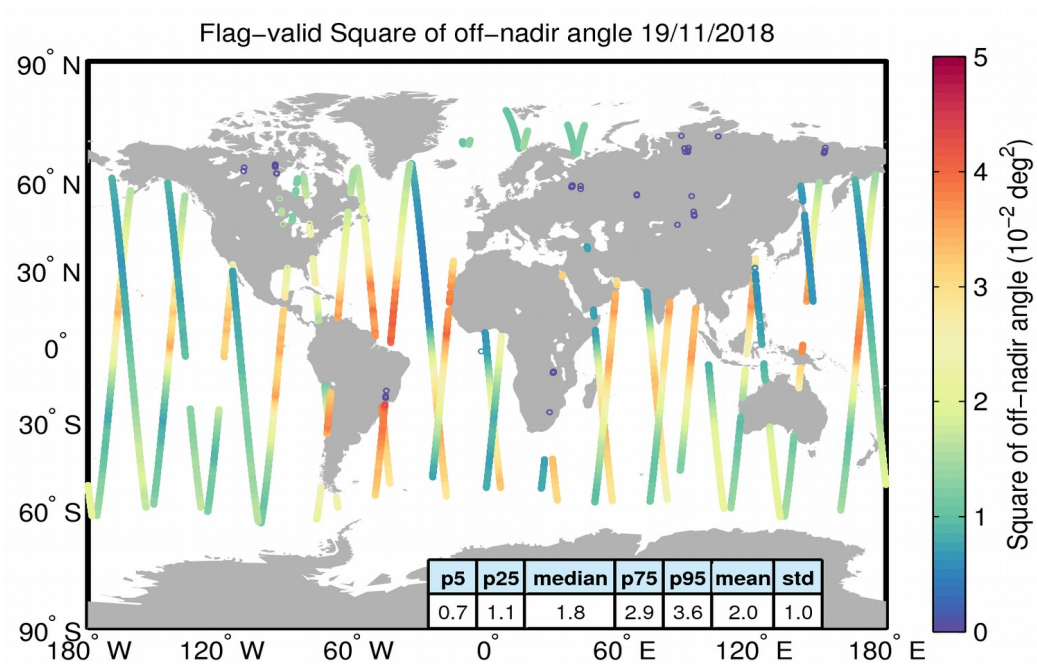 Flag-valid Square of off-nadir angle 19/11/2018
90° N
60° N
30° N
0°
30° S
60° S
90° S
180° W
120° W
60° W
0°
60° E
120° E
180° E
p5 p25 median p75 p95 mean std
0.7 1.1 1.8 2.9 3.6 2.0 1.0
5
4
3
2
1
0
Square of off-nadir angle (10⁻² deg²)